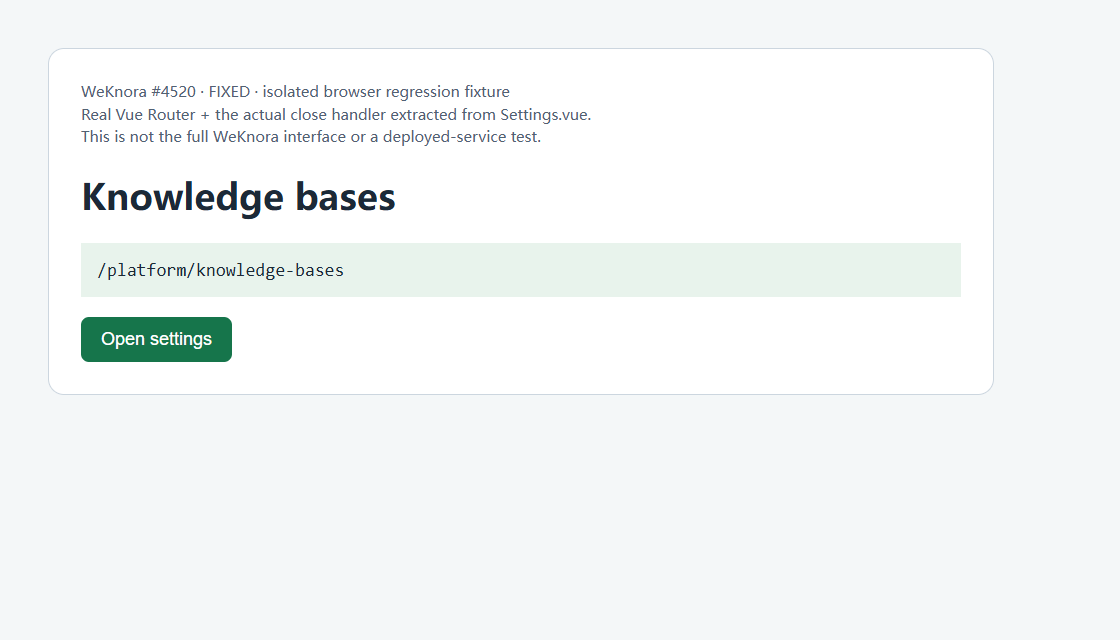 WeKnora #4520 · FIXED · isolated browser regression fixture
Real Vue Router + the actual close handler extracted from Settings.vue.
This is not the full WeKnora interface or a deployed-service test.
Knowledge bases
/platform/knowledge-bases
Open settings